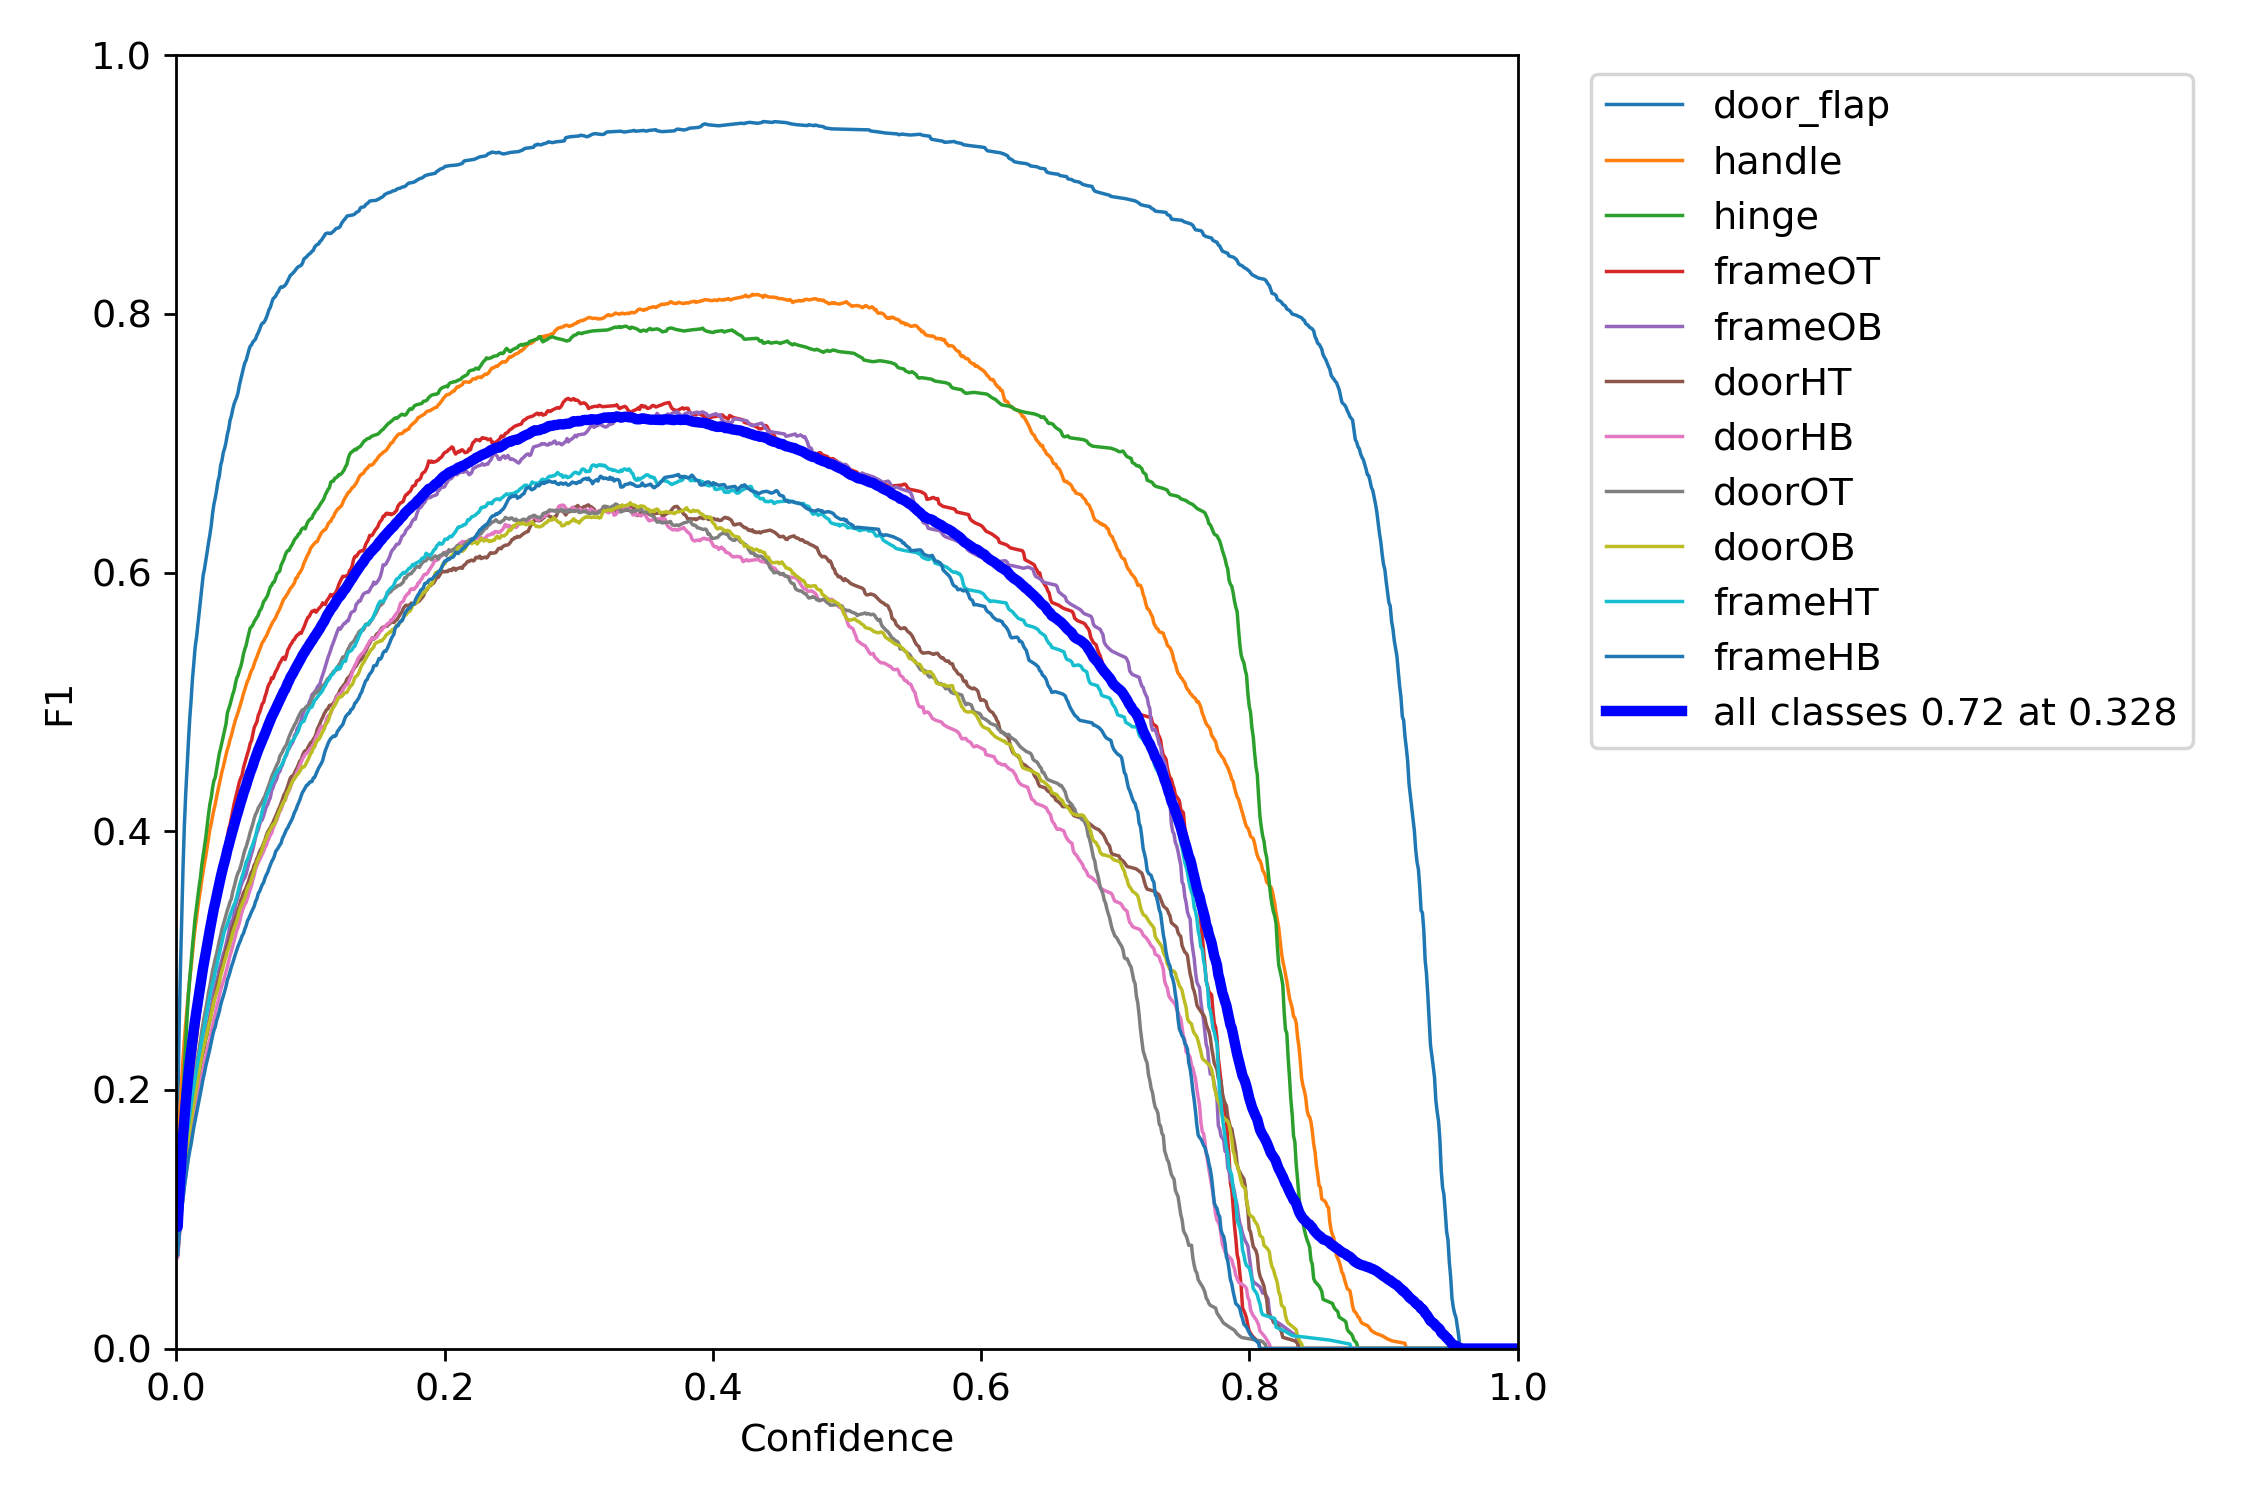 1.0
0.8
0.6
0.4
0.2
0.0
F1
0.0 0.2 0.4 0.6 0.8 1.0
Confidence
door_flap
handle
hinge
frameOT
frameOB
doorHT
doorHB
doorOT
doorOB
frameHT
frameHB
all classes 0.72 at 0.328